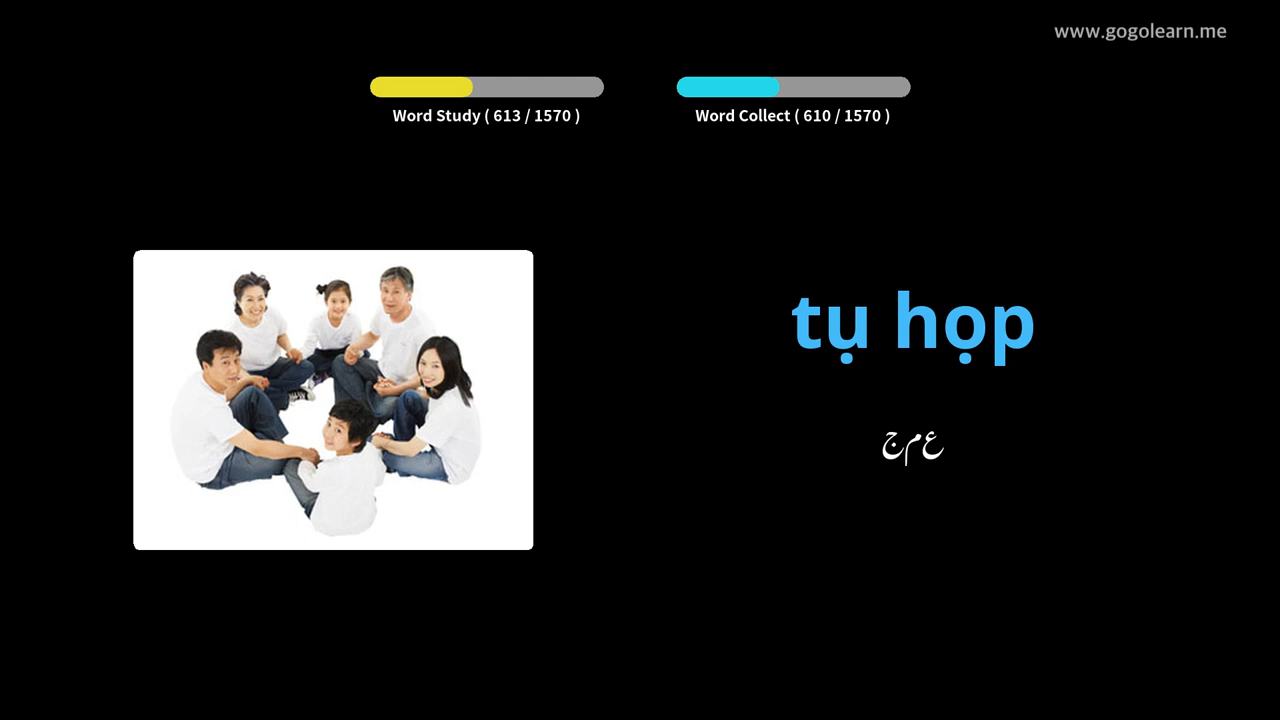 www.gogolearn.me
Word Study ( 613 / 1570 )
Word Collect ( 610 / 1570 )
tụ họp
جمع